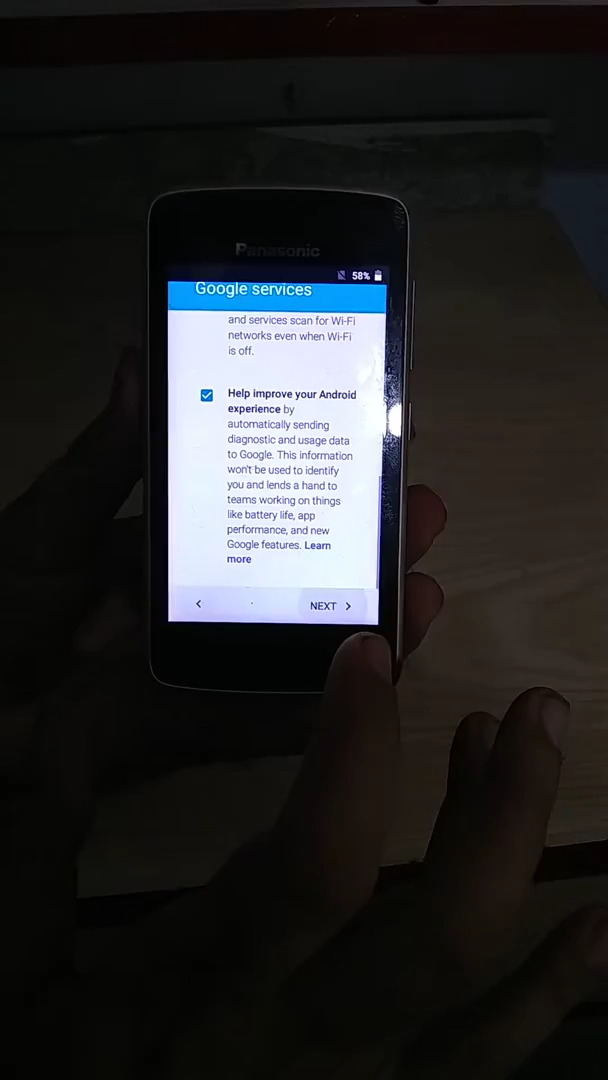 Panasonic
58%
Google services
and services scan for Wi-Fi
networks even when Wi-Fi
is off.
Help improve your Android
experience by
automatically sending
diagnostic and usage data
to Google. This information
won't be used to identify
you and lends a hand to
teams working on things
like battery life, app
performance, and new
Google features. Learn
more
NEXT